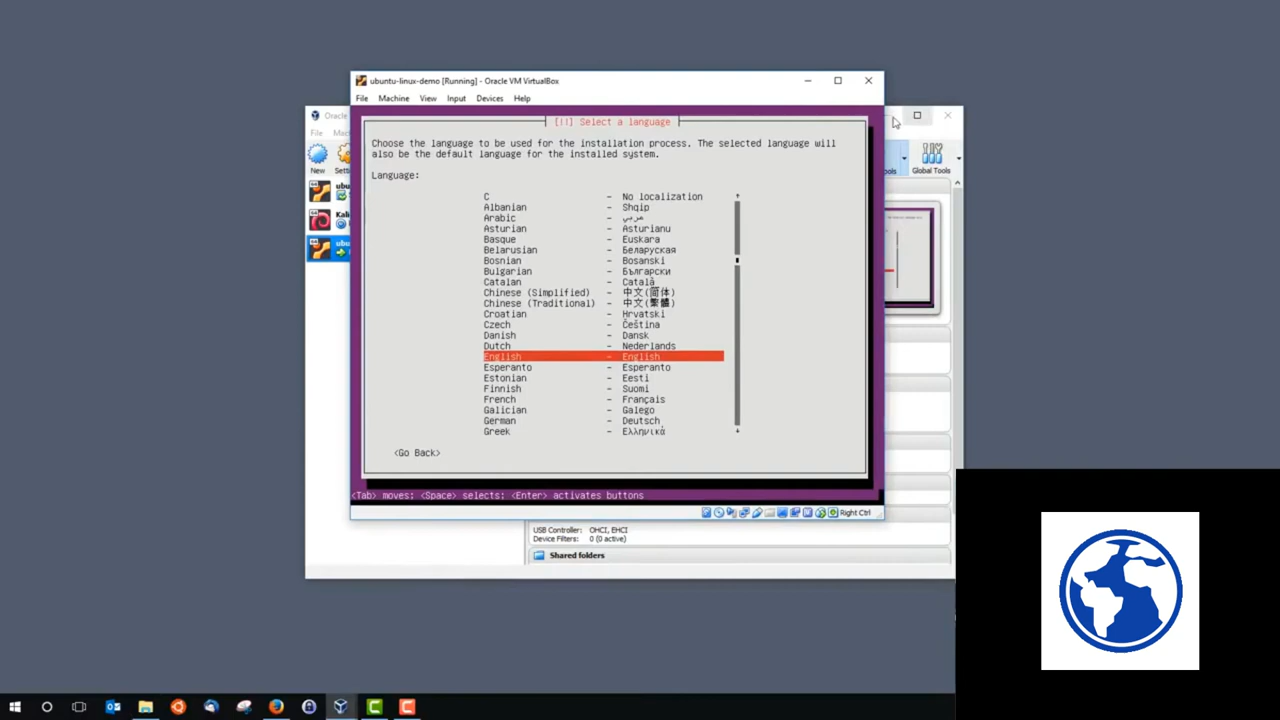 ubuntu-linux-demo [Running] - Oracle VM VirtualBox
File Machine View Input Devices Help
Oracle
File
New
Global Tools
[!!] Select a language
Choose the language to be used for the installation process. The selected language will
also be the default language for the installed system.
Language:
C - No localization
Albanian - Shqip
Arabic - عربي
Asturian - Asturianu
Basque - Euskara
Belarusian - Беларуская
Bosnian - Bosanski
Bulgarian - Български
Catalan - Català
Chinese (Simplified) - 中文(简体)
Chinese (Traditional) - 中文(繁體)
Croatian - Hrvatski
Czech - Čeština
Danish - Dansk
Dutch - Nederlands
English - English
Esperanto - Esperanto
Estonian - Eesti
Finnish - Suomi
French - Français
Galician - Galego
German - Deutsch
Greek - Ελληνικά
<Go Back>
<Tab> moves; <Space> selects; <Enter> activates buttons
Right Ctrl
USB Controller: OHCI, EHCI
Device Filters: 0 (0 active)
Shared folders